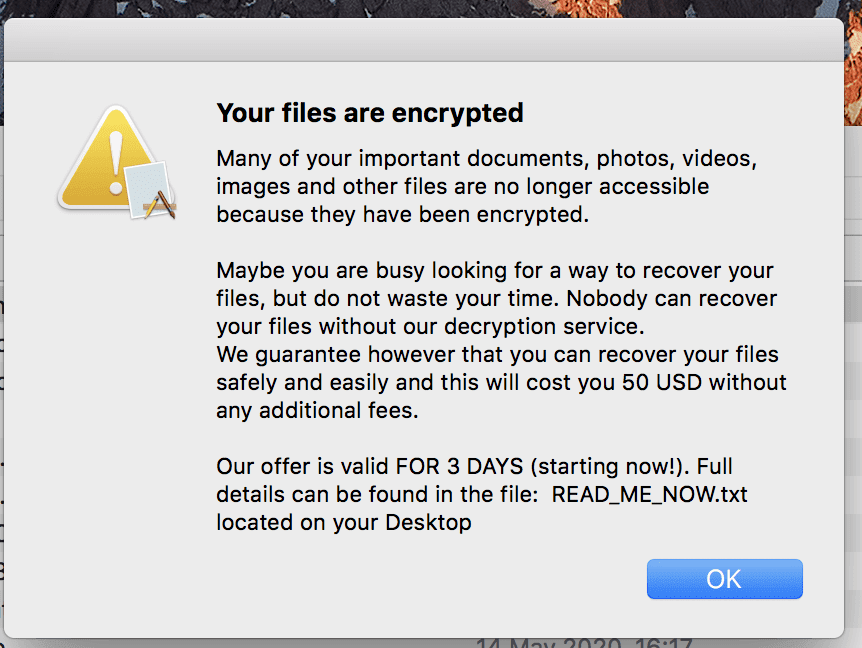 Your files are encrypted
Many of your important documents, photos, videos,
images and other files are no longer accessible
because they have been encrypted.
Maybe you are busy looking for a way to recover your
files, but do not waste your time. Nobody can recover
your files without our decryption service.
We guarantee however that you can recover your files
safely and easily and this will cost you 50 USD without
any additional fees.
Our offer is valid FOR 3 DAYS (starting now!). Full
details can be found in the file:  READ_ME_NOW.txt
located on your Desktop
OK
14 May 2020, 16:17